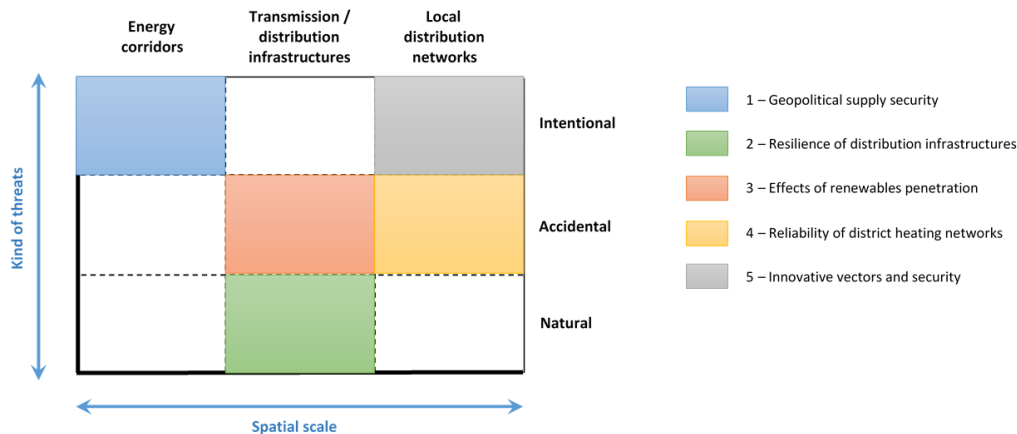 Energy
corridors
Transmission /
distribution
infrastructures
Local
distribution
networks
Kind of threats
Intentional
Accidental
Natural
Spatial scale
1 – Geopolitical supply security
2 – Resilience of distribution infrastructures
3 – Effects of renewables penetration
4 – Reliability of district heating networks
5 – Innovative vectors and security